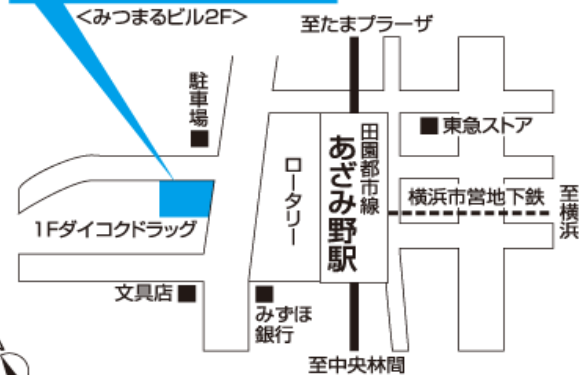 ＜みつまるビル2F＞
至たまプラーザ
駐車場
東急ストア
田園都市線
あざみ野駅
ロータリー
横浜市営地下鉄
至横浜
1Fダイコクドラッグ
文具店
みずほ
銀行
至中央林間